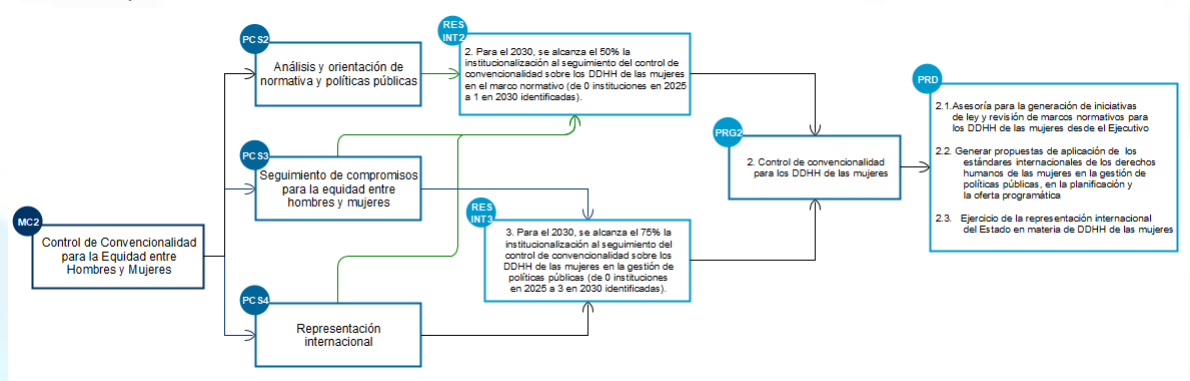 MC2
Control de Convencionalidad
para la Equidad entre
Hombres y Mujeres
PCS2
Análisis y orientación de
normativa y políticas públicas
PCS3
Seguimiento de compromisos
para la equidad entre
hombres y mujeres
PCS4
Representación
internacional
RES
INT2
2. Para el 2030, se alcanza el 50% la
institucionalización al seguimiento del control de
convencionalidad sobre los DDHH de las mujeres
en el marco normativo (de 0 instituciones en 2025
a 1 en 2030 identificadas).
RES
INT3
3. Para el 2030, se alcanza el 75% la
institucionalización al seguimiento del
control de convencionalidad sobre los
DDHH de las mujeres en la gestión de
políticas públicas (de 0 instituciones
en 2025 a 3 en 2030 identificadas).
PRG2
2. Control de convencionalidad
para los DDHH de las mujeres
PRD
2.1.Asesoría para la generación de iniciativas
de ley y revisión de marcos normativos para
los DDHH de las mujeres desde el Ejecutivo
2.2. Generar propuestas de aplicación de los
estándares internacionales de los derechos
humanos de las mujeres en la gestión de
políticas públicas, en la planificación y
la oferta programática
2.3. Ejercicio de la representación internacional
del Estado en materia de DDHH de las mujeres